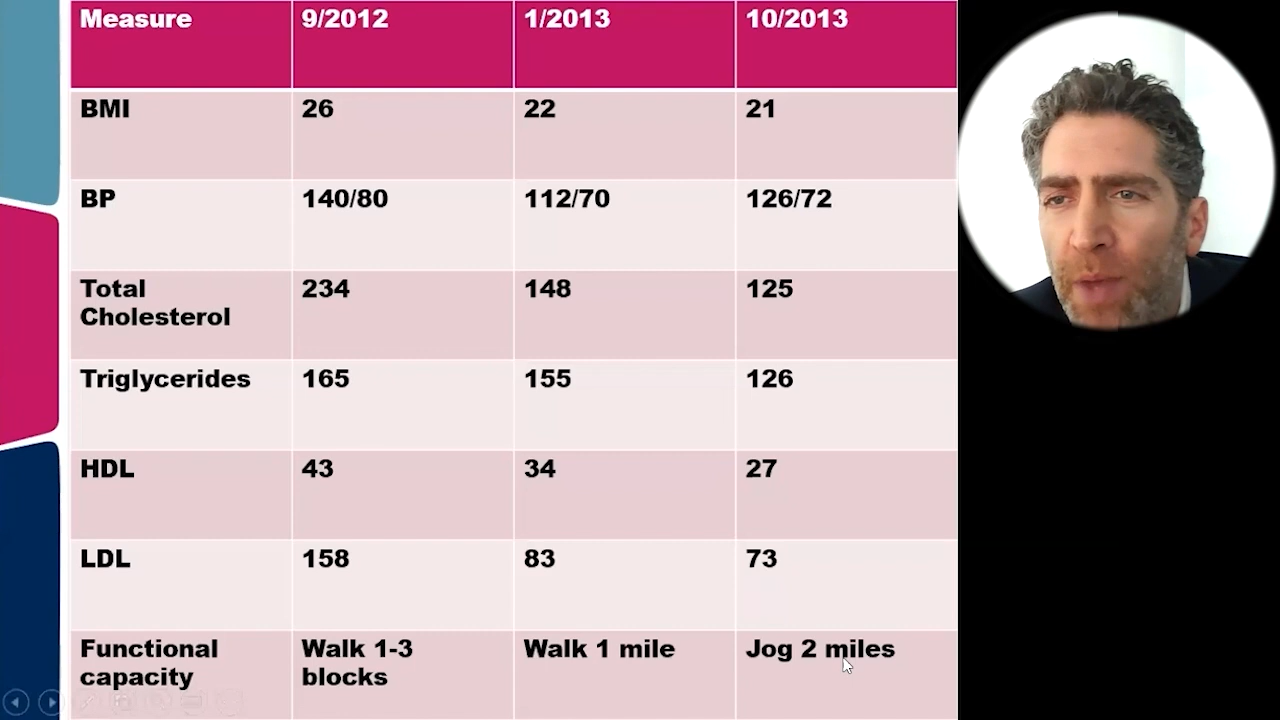 Measure 9/2012 1/2013 10/2013
BMI 26 22 21
BP 140/80 112/70 126/72
Total 234 148 125
Cholesterol
Triglycerides 165 155 126
HDL 43 34 27
LDL 158 83 73
Functional Walk 1-3 Walk 1 mile Jog 2 miles
capacity blocks